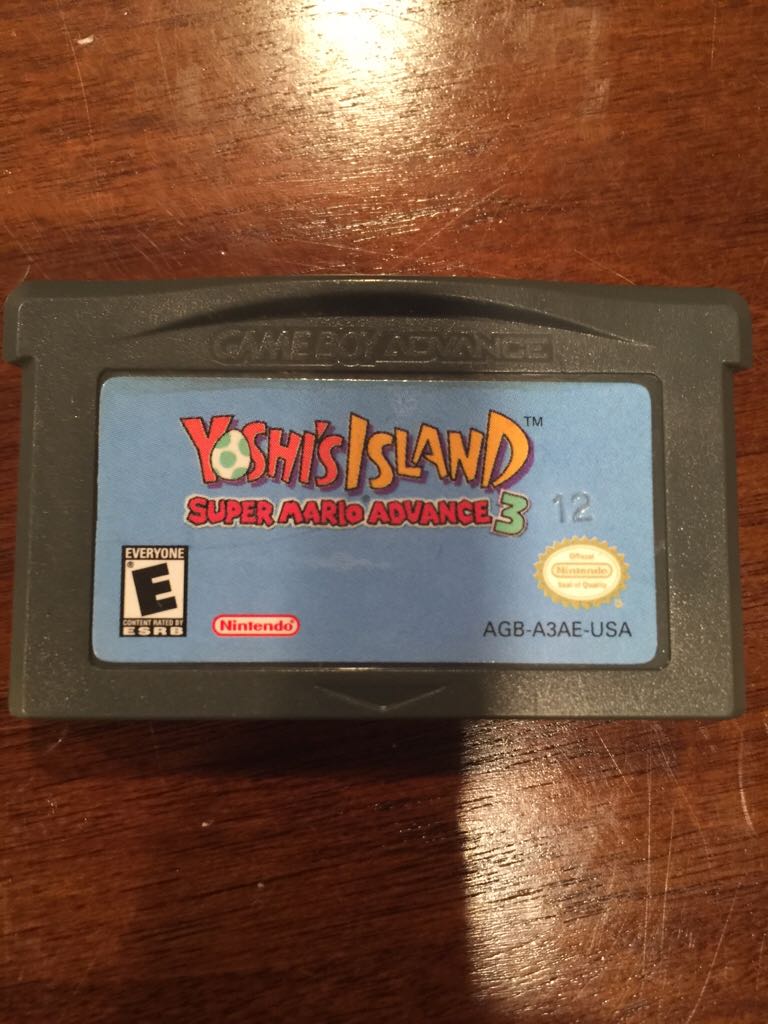 GAME BOY ADVANCE
YOSHI'S ISLAND™
SUPER MARIO ADVANCE 3
12
EVERYONE
E®
CONTENT RATED BY
ESRB
Nintendo®
Official
Nintendo
Seal of Quality
AGB-A3AE-USA